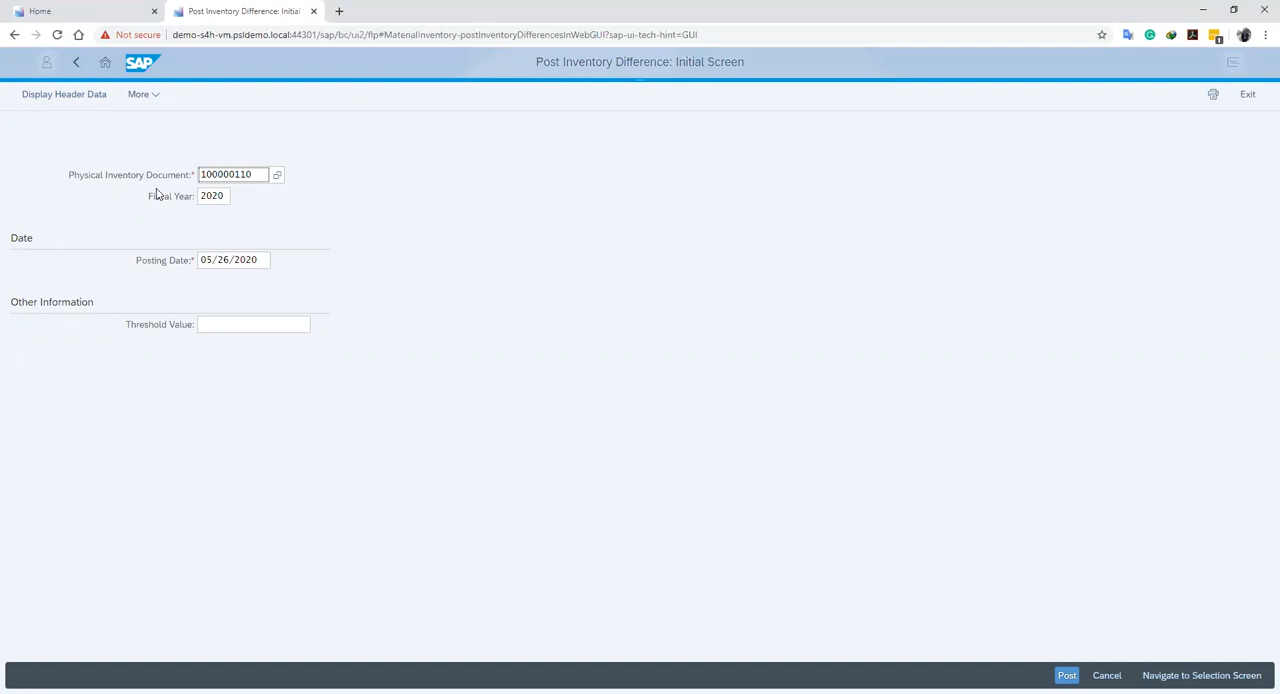 Home
Post Inventory Difference: Initial
Not secure
demo-s4h-vm.psldemo.local:44301/sap/bc/ui2/flp#MaterialInventory-postInventoryDifferencesInWebGUI?sap-ui-tech-hint=GUI
1
SAP
Post Inventory Difference: Initial Screen
Display Header Data
More
Exit
Physical Inventory Document:* 100000110
Fiscal Year: 2020
Date
Posting Date:* 05/26/2020
Other Information
Threshold Value:
Post
Cancel
Navigate to Selection Screen